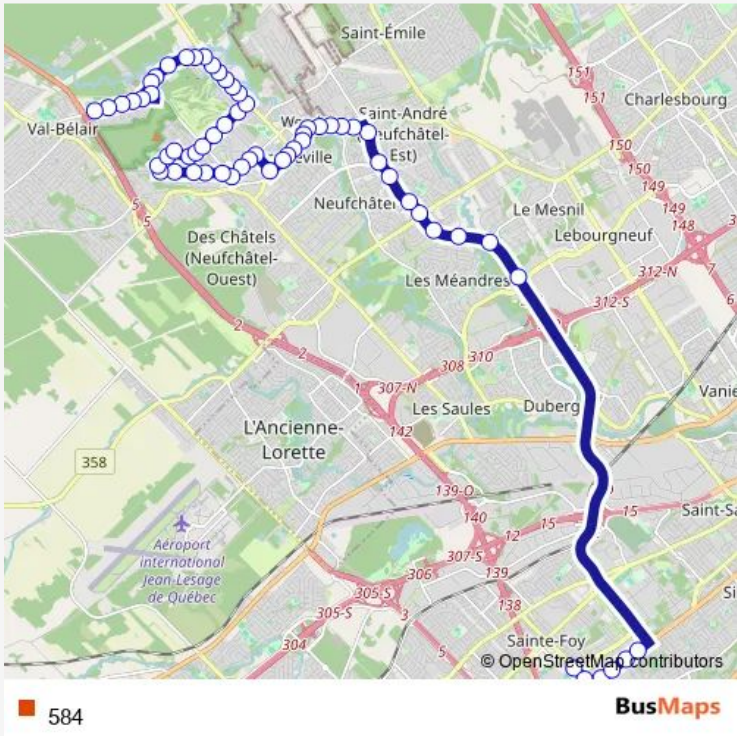 Saint-Émile
151
151
Charlesbourg
Val-Bélair
Saint-André
(Neufchâtel-
Est)
150
150
149
149
148
5
5
Neufchâtel
Le Mesnil
Lebourgneuf
Des Châtels
(Neufchâtel-
Ouest)
312-N
7
6
Les Méandres
312-S
2
2
310
308
1
307-N
Les Saules
Duberg
Vanie
142
L'Ancienne-
Lorette
358
139-O
140
15
15
12
Saint-Sa
Aéroport
international
Jean-Lesage
de Québec
307-S
306
139
305-S
305-S
138
3
304
5
Sainte-Foy
Si
© OpenStreetMap contributors
584
BusMaps